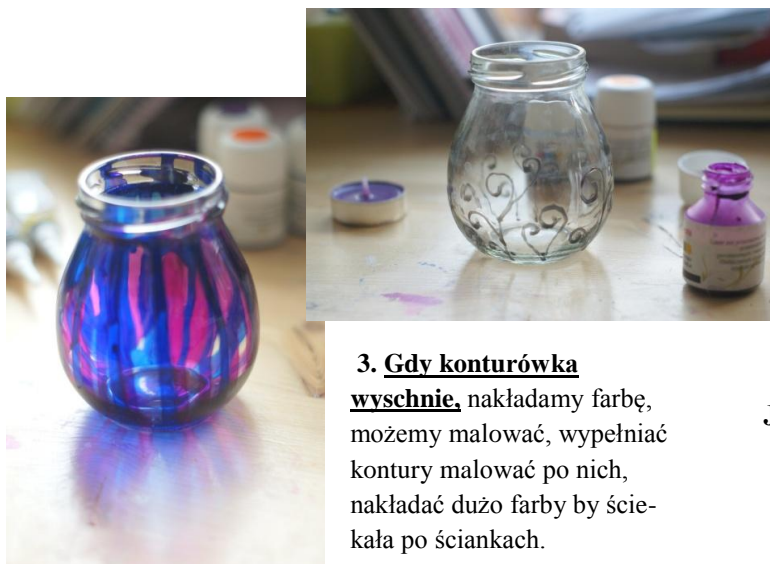 3. Gdy konturówka
wyschnie, nakładamy farbę,
możemy malować, wypełniać
kontury malować po nich,
nakładać dużo farby by ście-
kała po ściankach.